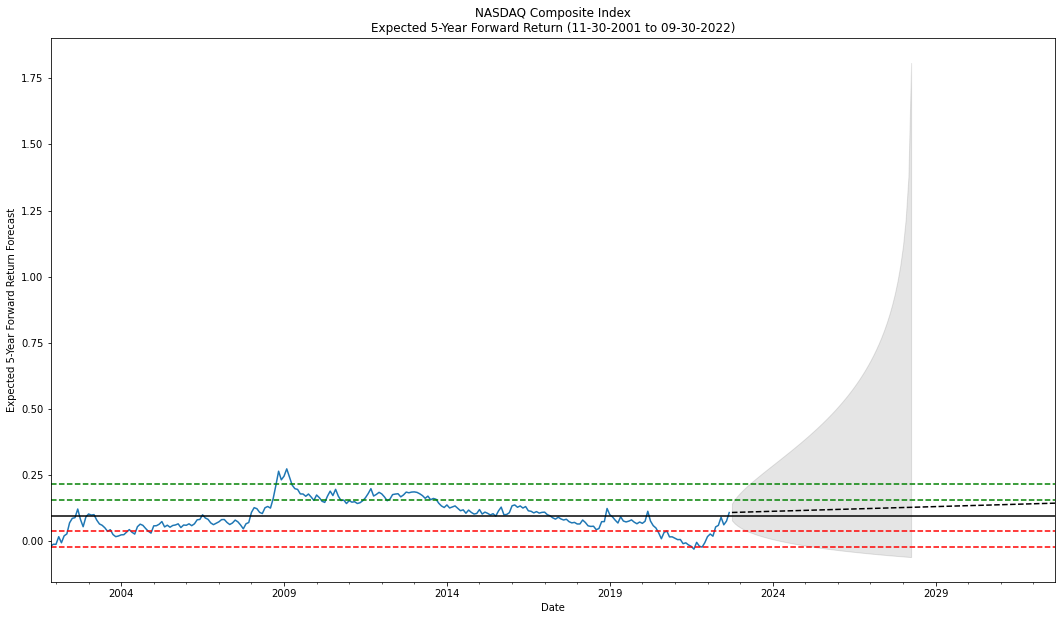 NASDAQ Composite Index
Expected 5-Year Forward Return (11-30-2001 to 09-30-2022)
Expected 5-Year Forward Return Forecast
1.75
1.50
1.25
1.00
0.75
0.50
0.25
0.00
2004 2009 2014 2019 2024 2029
Date